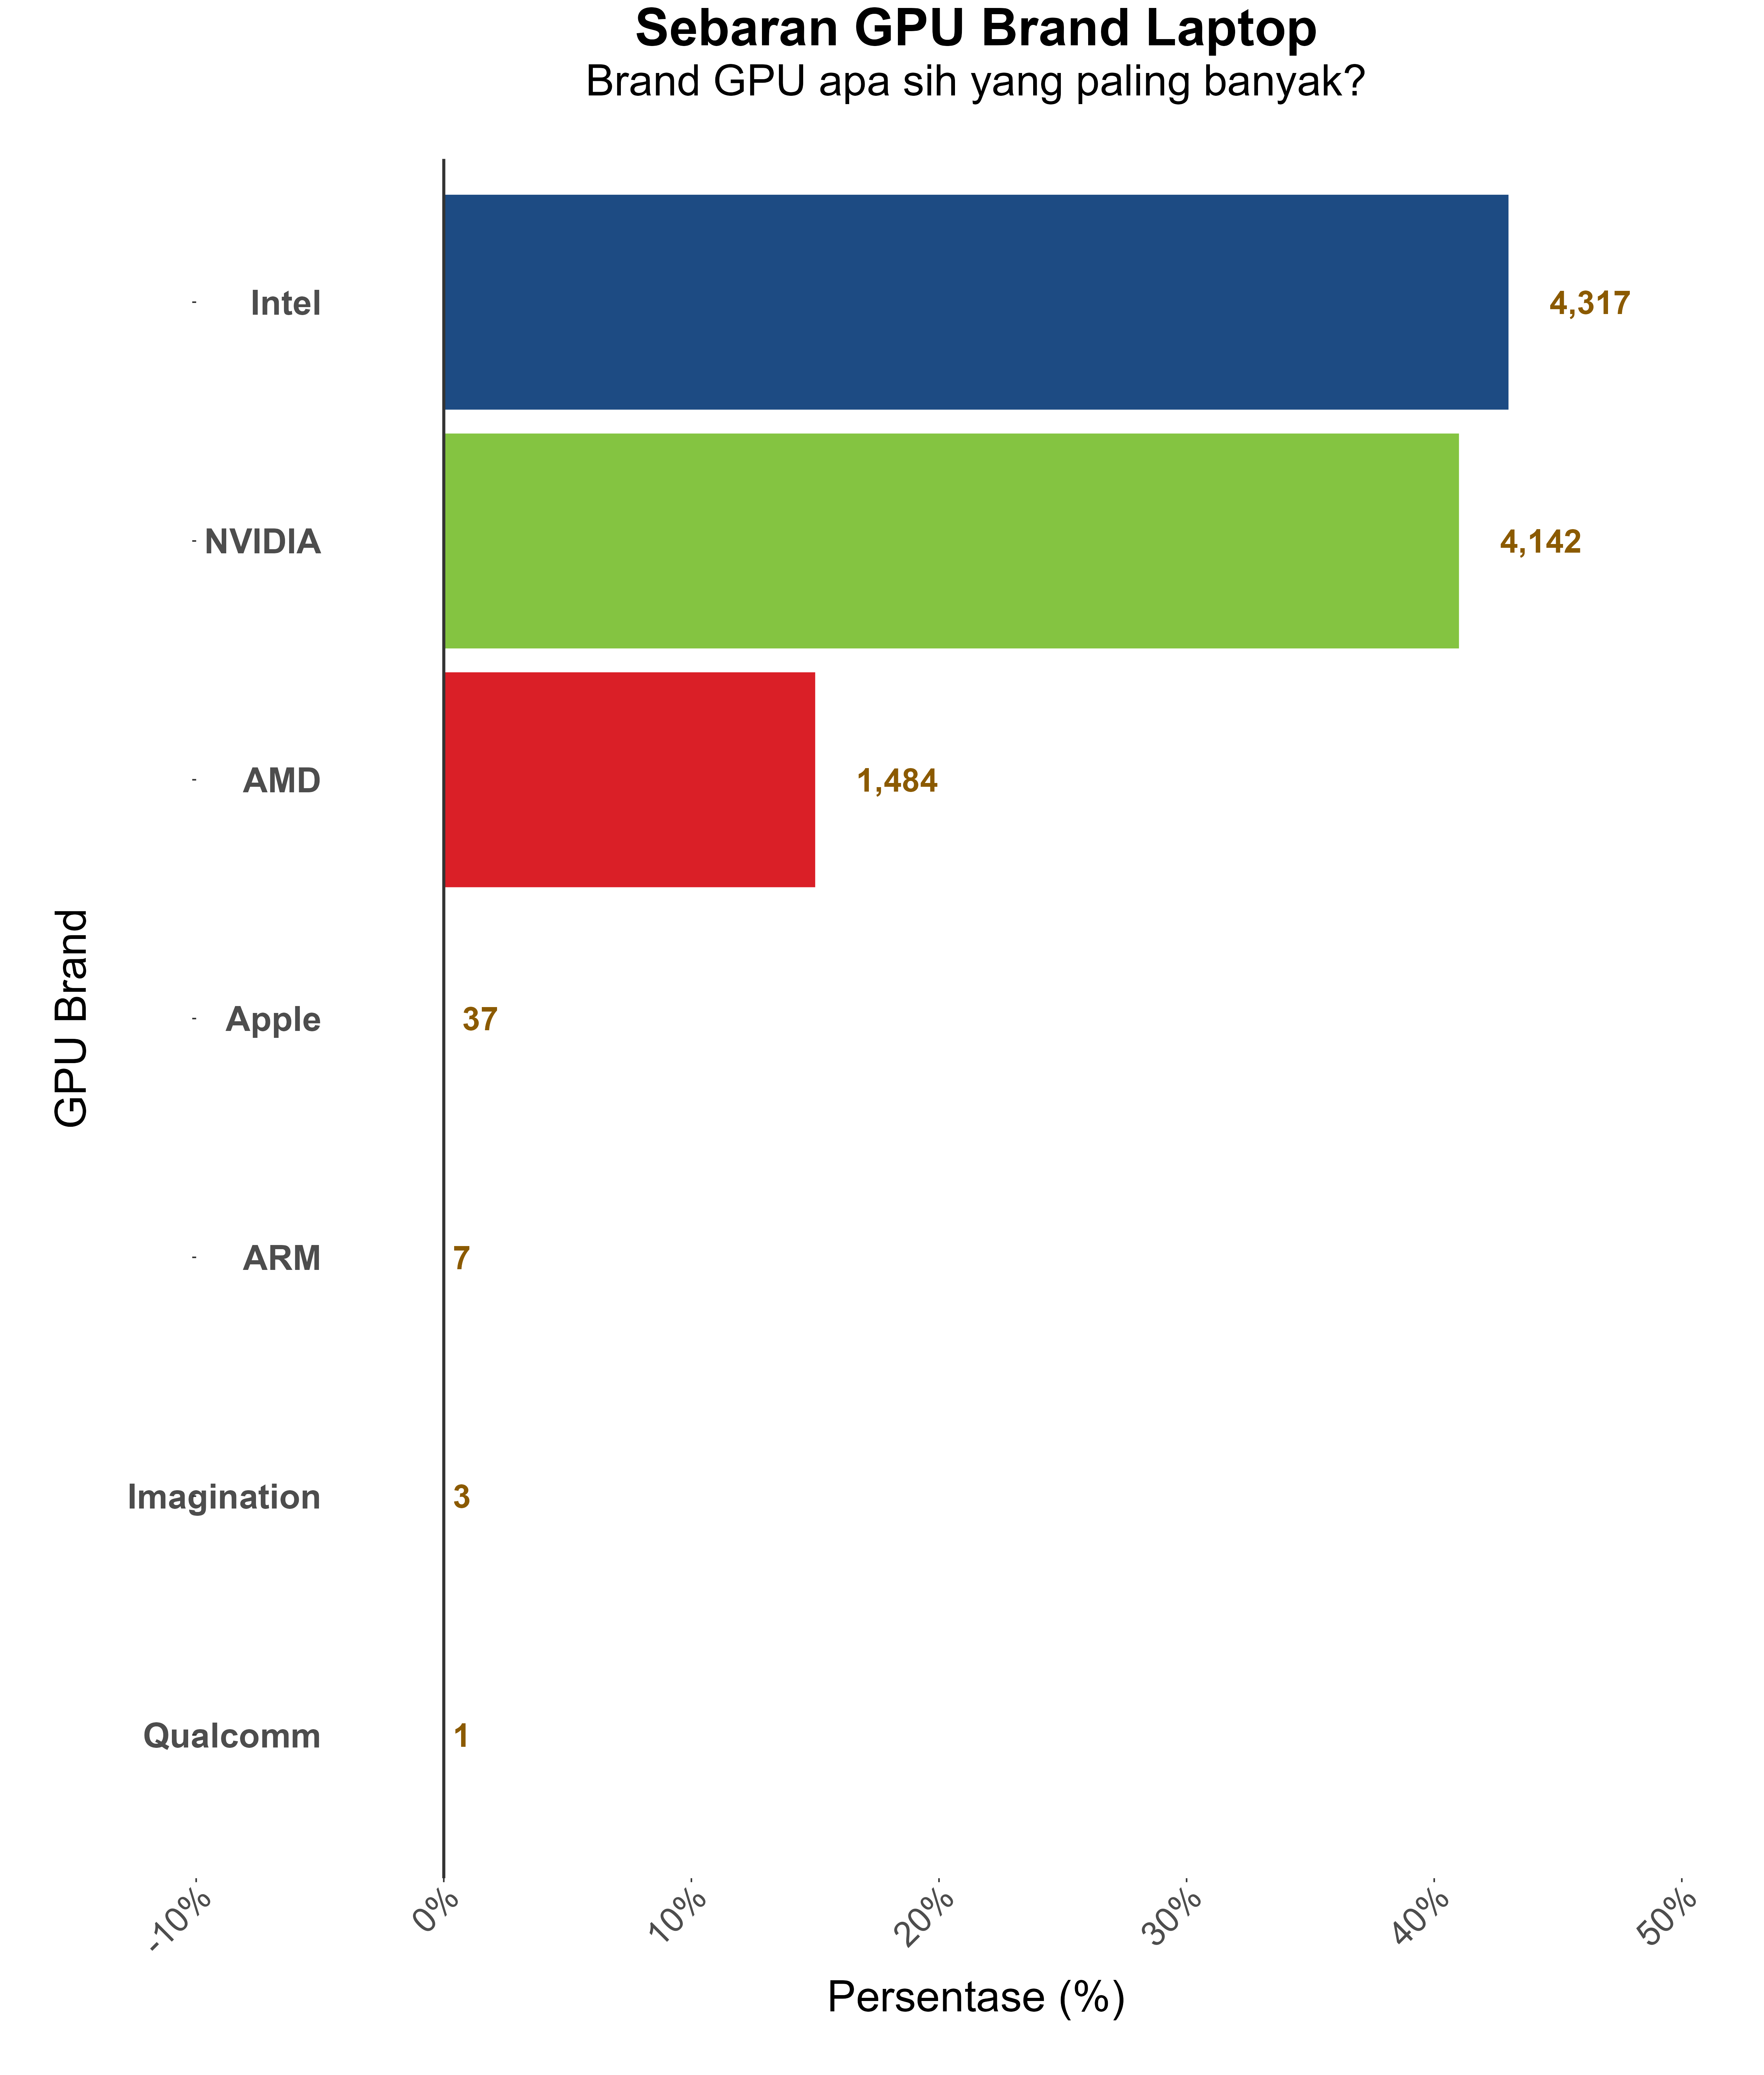 Sebaran GPU Brand Laptop
Brand GPU apa sih yang paling banyak?
Intel 4,317
NVIDIA 4,142
AMD 1,484
Apple 37
ARM 7
Imagination 3
Qualcomm 1
GPU Brand
-10% 0% 10% 20% 30% 40% 50%
Persentase (%)